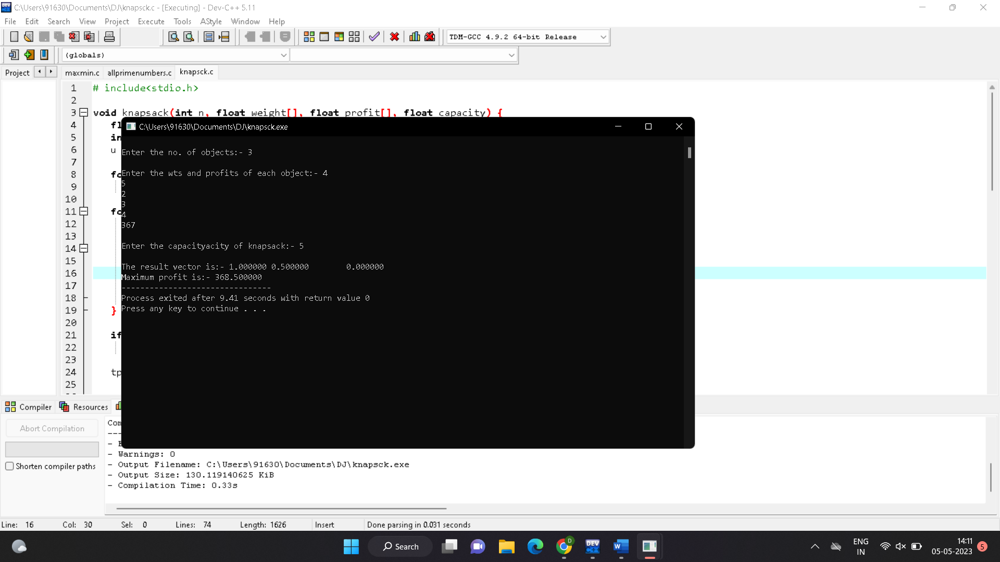 C:\Users\91630\Documents\DJ\knapsck.c - [Executing] - Dev-C++ 5.11
File Edit Search View Project Execute Tools AStyle Window Help
TDM-GCC 4.9.2 64-bit Release
(globals)
Project maxmin.c allprimenumbers.c knapsck.c
1 # include<stdio.h>
2
3 void knapsack(int n, float weight[], float profit[], float capacity) {
4 fl
5 in
6 u
7
8 fo
9
10
11 fo
12
13
14
15
16
17
18
19 }
20
21 if
22
23
24 tp
25
C:\Users\91630\Documents\DJ\knapsck.exe
Enter the no. of objects:- 3
Enter the wts and profits of each object:- 4
5
2
3
4
367
Enter the capacityacity of knapsack:- 5
The result vector is:- 1.000000 0.500000 0.000000
Maximum profit is:- 368.500000
--------------------------------
Process exited after 9.41 seconds with return value 0
Press any key to continue . . .
Compiler Resources
Abort Compilation
Shorten compiler paths
Com
---
- E
- Warnings: 0
- Output Filename: C:\Users\91630\Documents\DJ\knapsck.exe
- Output Size: 130.119140625 KiB
- Compilation Time: 0.33s
Line: 16 Col: 30 Sel: 0 Lines: 74 Length: 1626 Insert Done parsing in 0.031 seconds
Search
D
DEV
C++
W
ENG
IN
14:11
05-05-2023
5